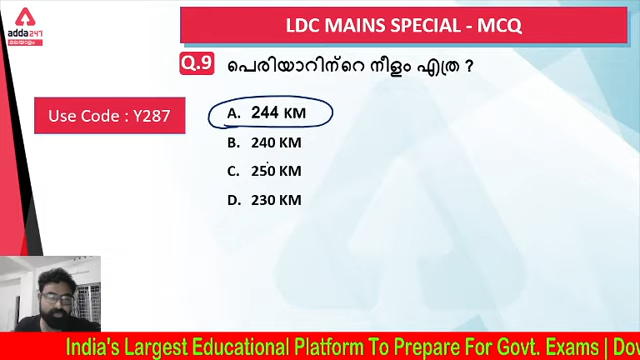 adda247
മലയാളം
LDC MAINS SPECIAL - MCQ
Q.9 പെരിയാറിന്റെ നീളം എത്ര ?
Use Code : Y287
A. 244 KM
B. 240 KM
C. 250 KM
D. 230 KM
India's Largest Educational Platform To Prepare For Govt. Exams | Dov